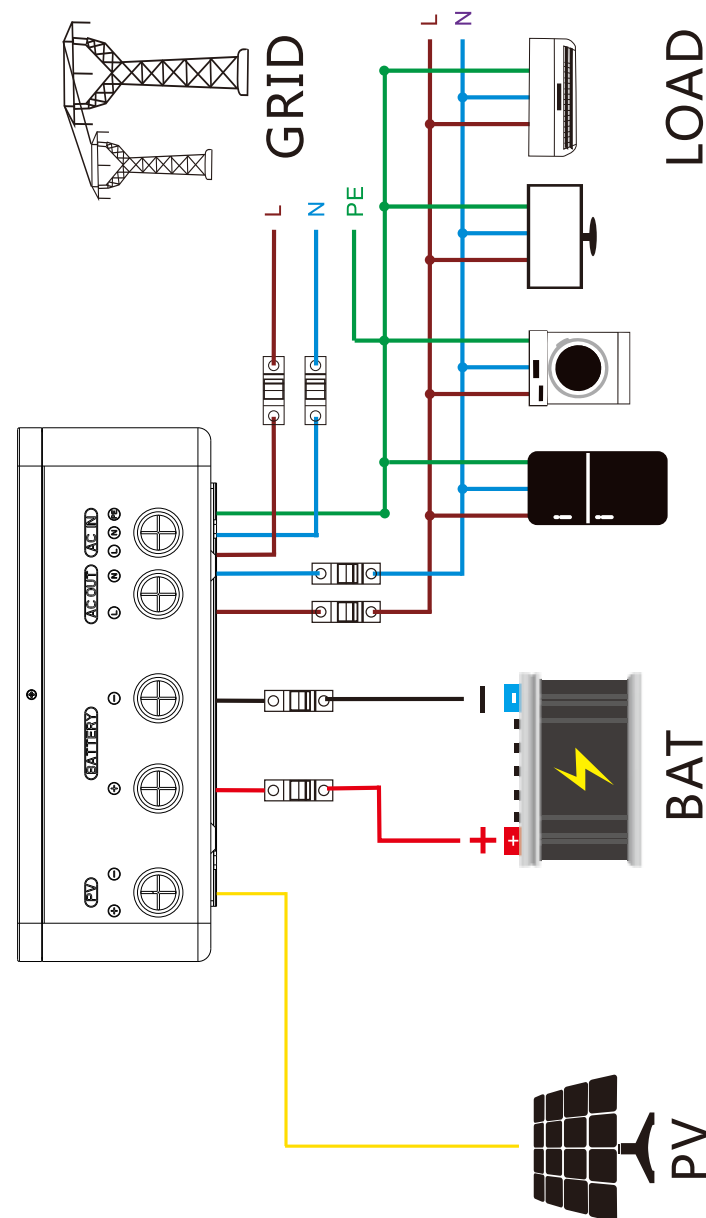 GRID
LOAD
L
N
PE
L
N
AC IN
L N PE
AC OUT
L N
BATTERY
+ −
PV
+ −
− +
BAT
PV